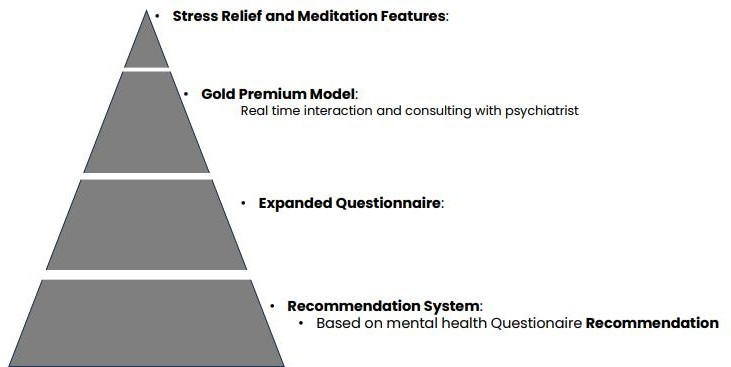 • Stress Relief and Meditation Features:
• Gold Premium Model:
Real time interaction and consulting with psychiatrist
• Expanded Questionnaire:
• Recommendation System:
• Based on mental health Questionaire Recommendation